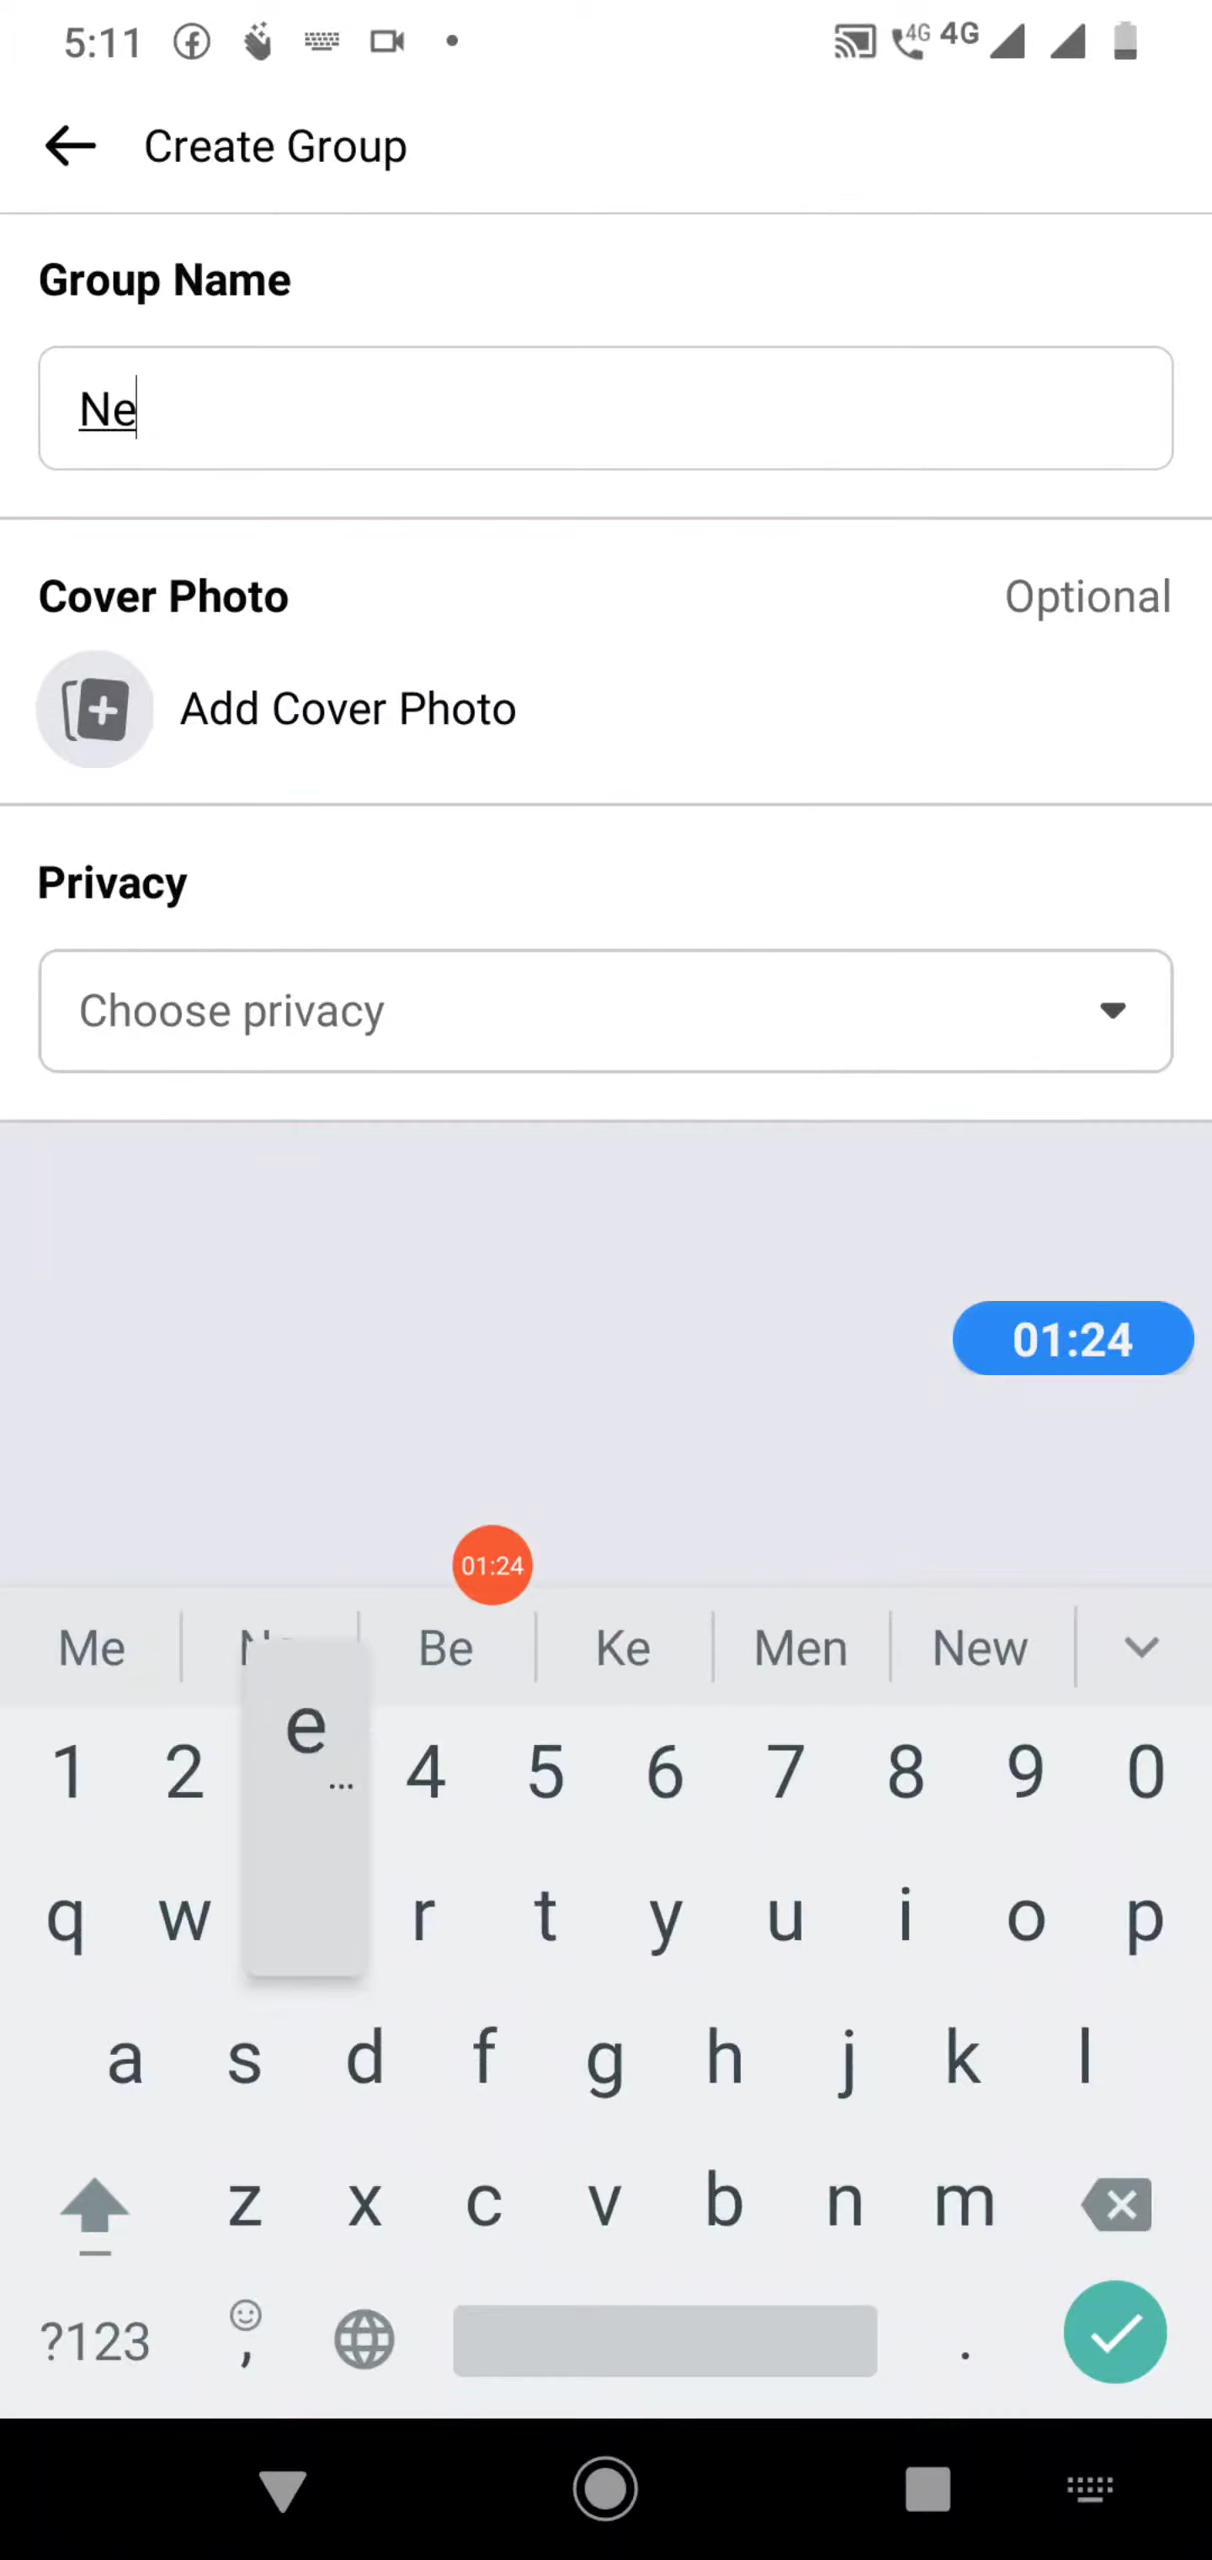 5:11 4G 4G
Create Group
Group Name
Ne
Cover Photo Optional
Add Cover Photo
Privacy
Choose privacy
01:24
01:24
Me Be Ke Men New
e
...
1 2 4 5 6 7 8 9 0
q w r t y u i o p
a s d f g h j k l
z x c v b n m
?123 , .